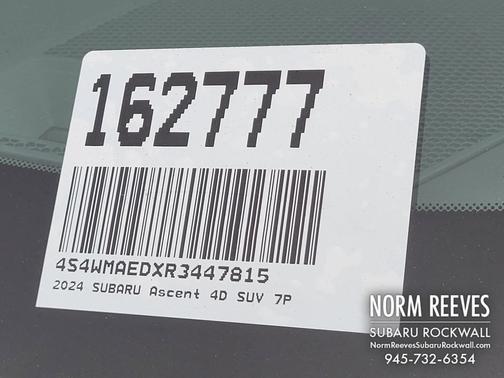 162777
4S4WMAEDXR3447815
2024 SUBARU Ascent 4D SUV 7P
NORM REEVES
SUBARU ROCKWALL
NormReevesSubaruRockwall.com
945-732-6354